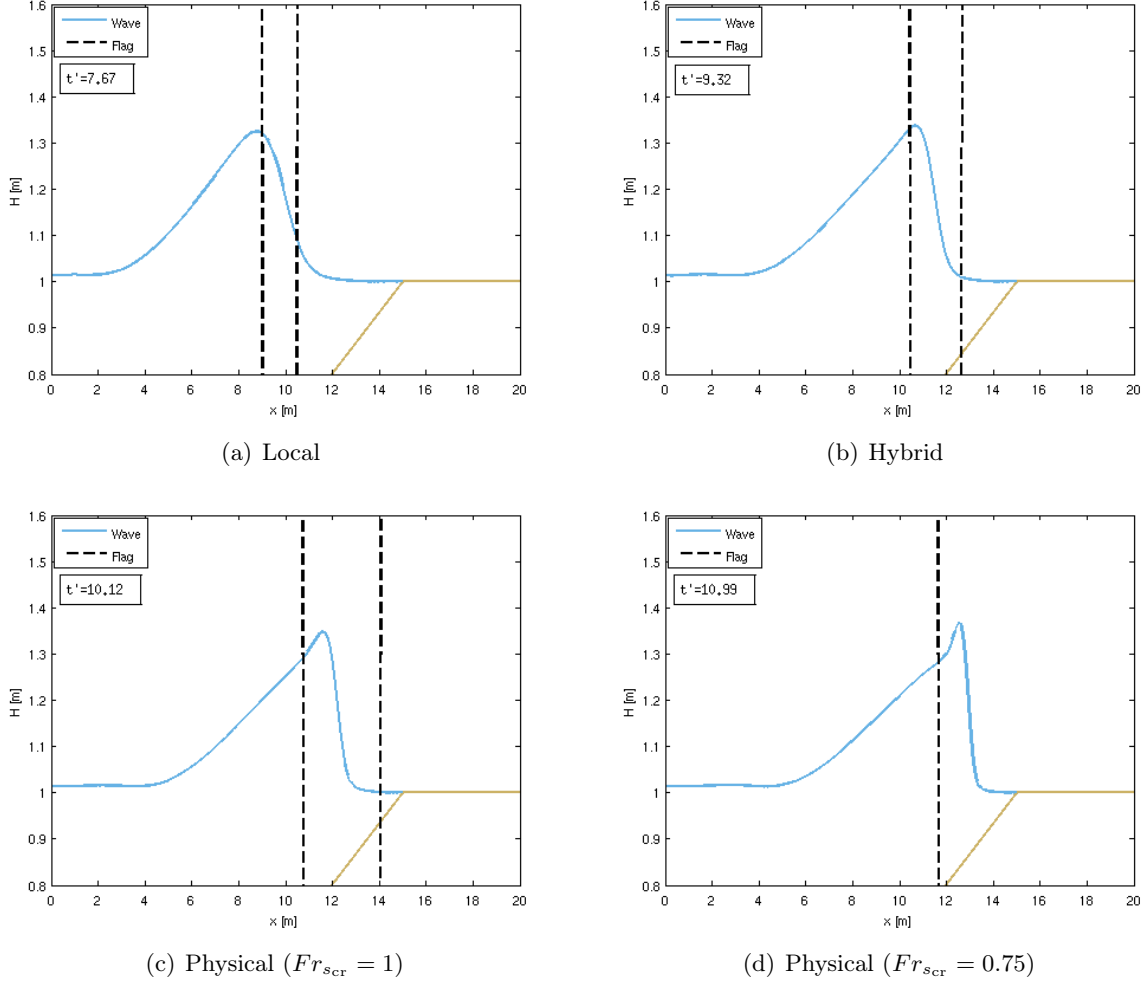 1.6
1.5
1.4
1.3
1.2
1.1
1
0.9
0.8
H [m]
Wave
Flag
t'=7.67
0 2 4 6 8 10 12 14 16 18 20
x [m]
(a) Local
1.6
1.5
1.4
1.3
1.2
1.1
1
0.9
0.8
H [m]
Wave
Flag
t'=9.32
0 2 4 6 8 10 12 14 16 18 20
x [m]
(b) Hybrid
1.6
1.5
1.4
1.3
1.2
1.1
1
0.9
0.8
H [m]
Wave
Flag
t'=10.12
0 2 4 6 8 10 12 14 16 18 20
x [m]
(c) Physical (Fr_{s_{cr}} = 1)
1.6
1.5
1.4
1.3
1.2
1.1
1
0.9
0.8
H [m]
Wave
Flag
t'=10.99
0 2 4 6 8 10 12 14 16 18 20
x [m]
(d) Physical (Fr_{s_{cr}} = 0.75)